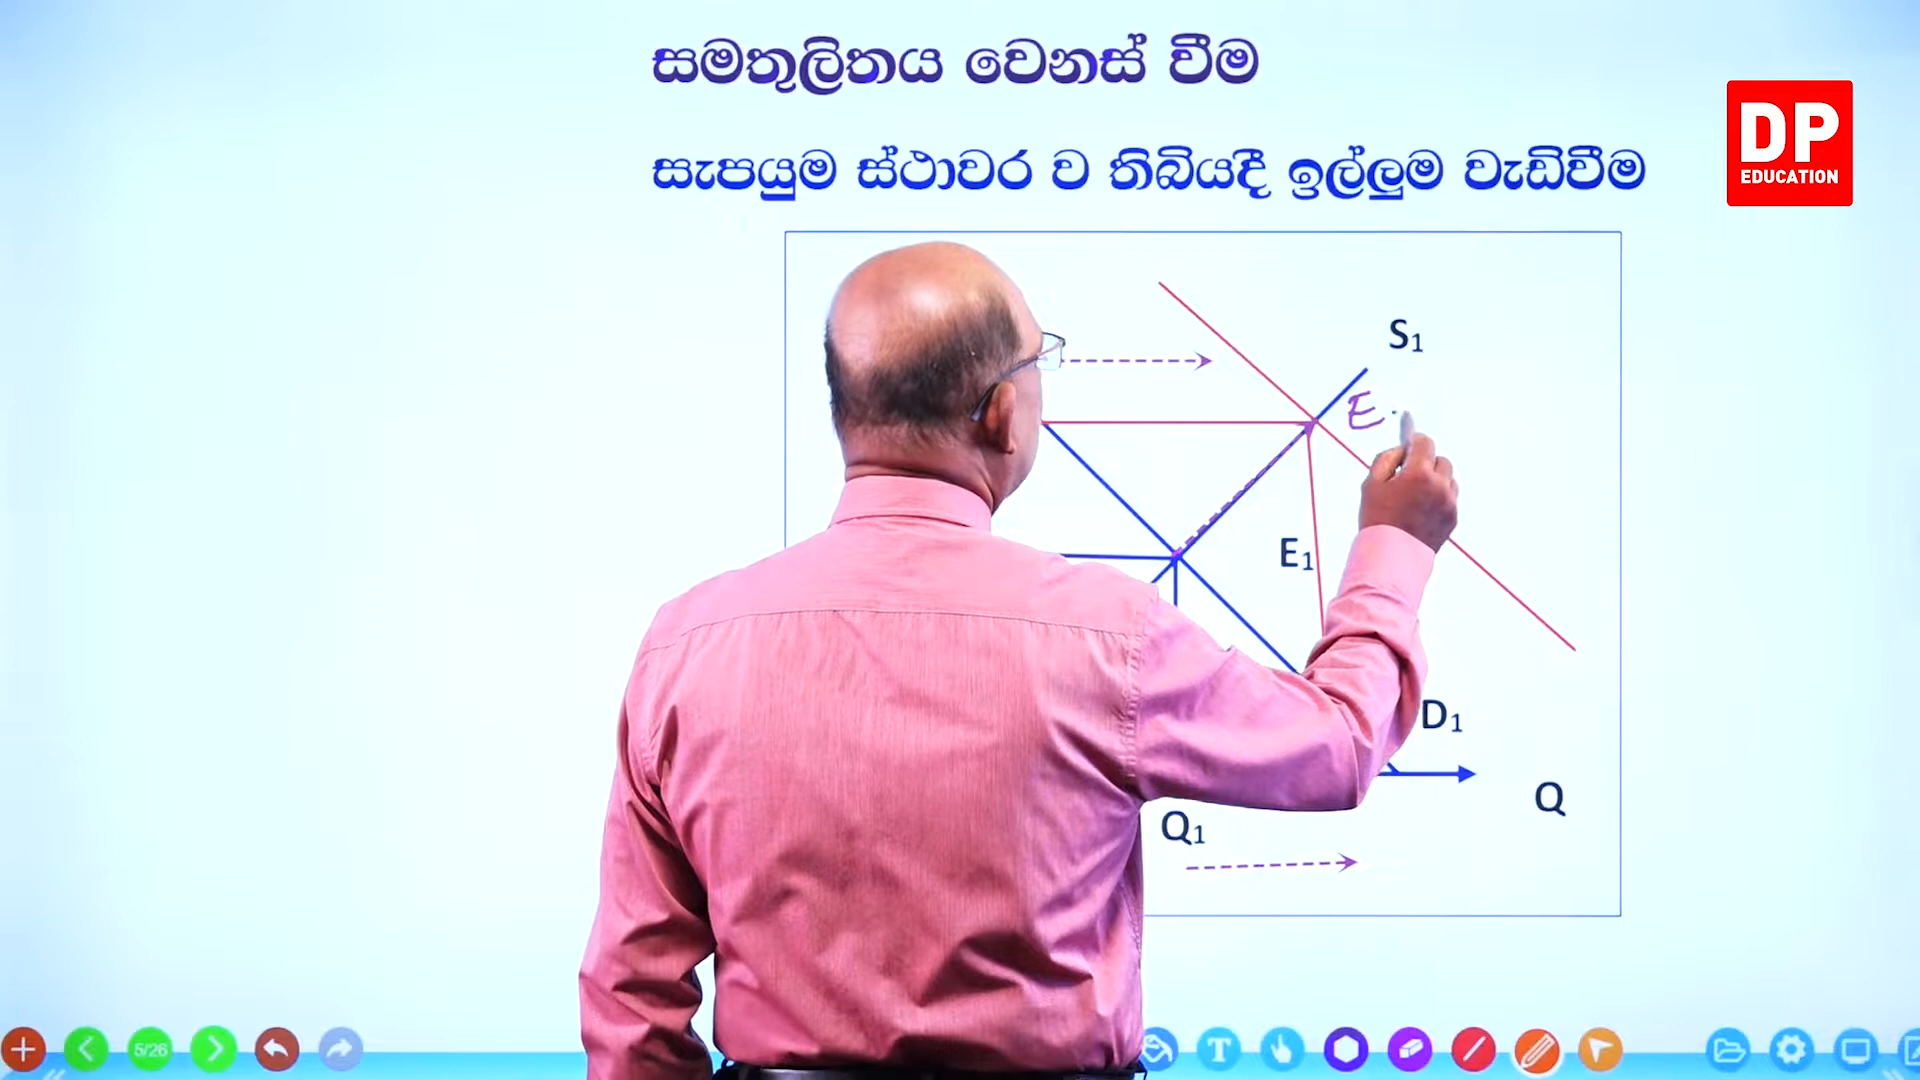 සමතුලිතය වෙනස් වීම
සැපයුම ස්ථාවර ව තිබියදී ඉල්ලුම වැඩිවීම
DP
EDUCATION
S₁
E
E₁
D₁
Q
Q₁
5/26
T